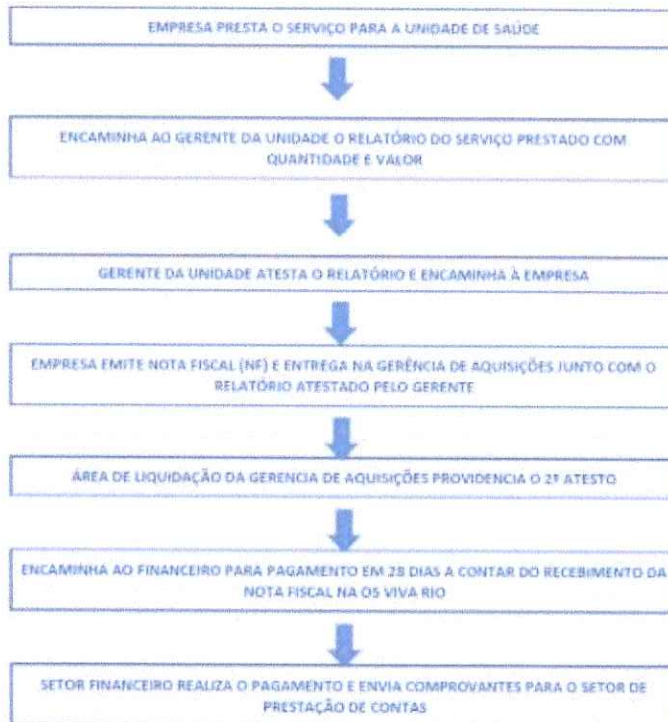 EMPRESA PRESTA O SERVIÇO PARA A UNIDADE DE SAÚDE
ENCAMINHA AO GERENTE DA UNIDADE O RELATÓRIO DO SERVIÇO PRESTADO COM
QUANTIDADE E VALOR
GERENTE DA UNIDADE ATESTA O RELATÓRIO E ENCAMINHA À EMPRESA
EMPRESA EMITE NOTA FISCAL (NF) E ENTREGA NA GERÊNCIA DE AQUISIÇÕES JUNTO COM O
RELATÓRIO ATESTADO PELO GERENTE
ÁREA DE LIQUIDAÇÃO DA GERENCIA DE AQUISIÇÕES PROVIDENCIA O 2º ATESTO
ENCAMINHA AO FINANCEIRO PARA PAGAMENTO EM 28 DIAS A CONTAR DO RECEBIMENTO DA
NOTA FISCAL NA OS VIVA RIO
SETOR FINANCEIRO REALIZA O PAGAMENTO E ENVIA COMPROVANTES PARA O SETOR DE
PRESTAÇÃO DE CONTAS